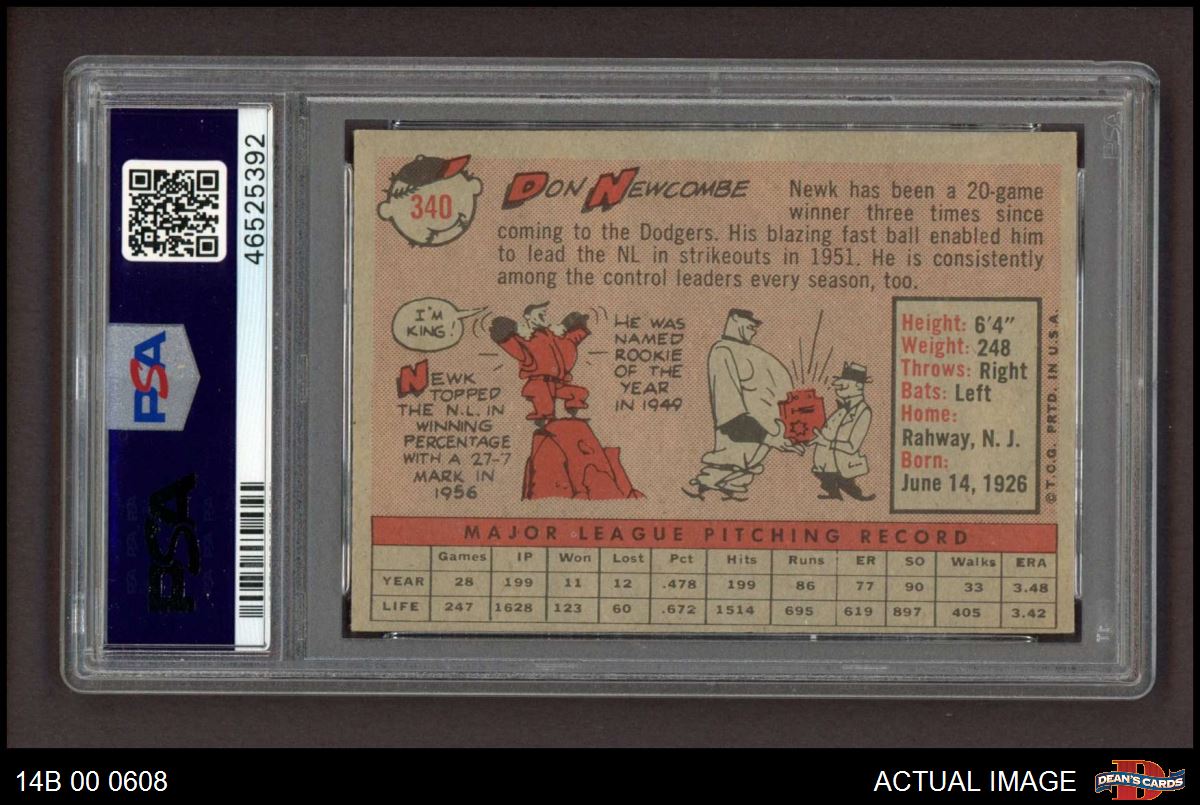 46525392
PSA
PSA
340
DON NEWCOMBE
Newk has been a 20-game
winner three times since
coming to the Dodgers. His blazing fast ball enabled him
to lead the NL in strikeouts in 1951. He is consistently
among the control leaders every season, too.
I'M
KING!
NEWK
TOPPED
THE N.L. IN
WINNING
PERCENTAGE
WITH A 27-7
MARK IN
1956
HE WAS
NAMED
ROOKIE
OF THE
YEAR
IN 1949
Height: 6'4"
Weight: 248
Throws: Right
Bats: Left
Home:
Rahway, N. J.
Born:
June 14, 1926
© T.C.G. PRTD. IN U.S.A.
MAJOR LEAGUE PITCHING RECORD
Games IP Won Lost Pct Hits Runs ER SO Walks ERA
YEAR 28 199 11 12 .478 199 86 77 90 33 3.48
LIFE 247 1628 123 60 .672 1514 695 619 897 405 3.42
PSA
14B 00 0608
ACTUAL IMAGE
DEAN'S CARDS